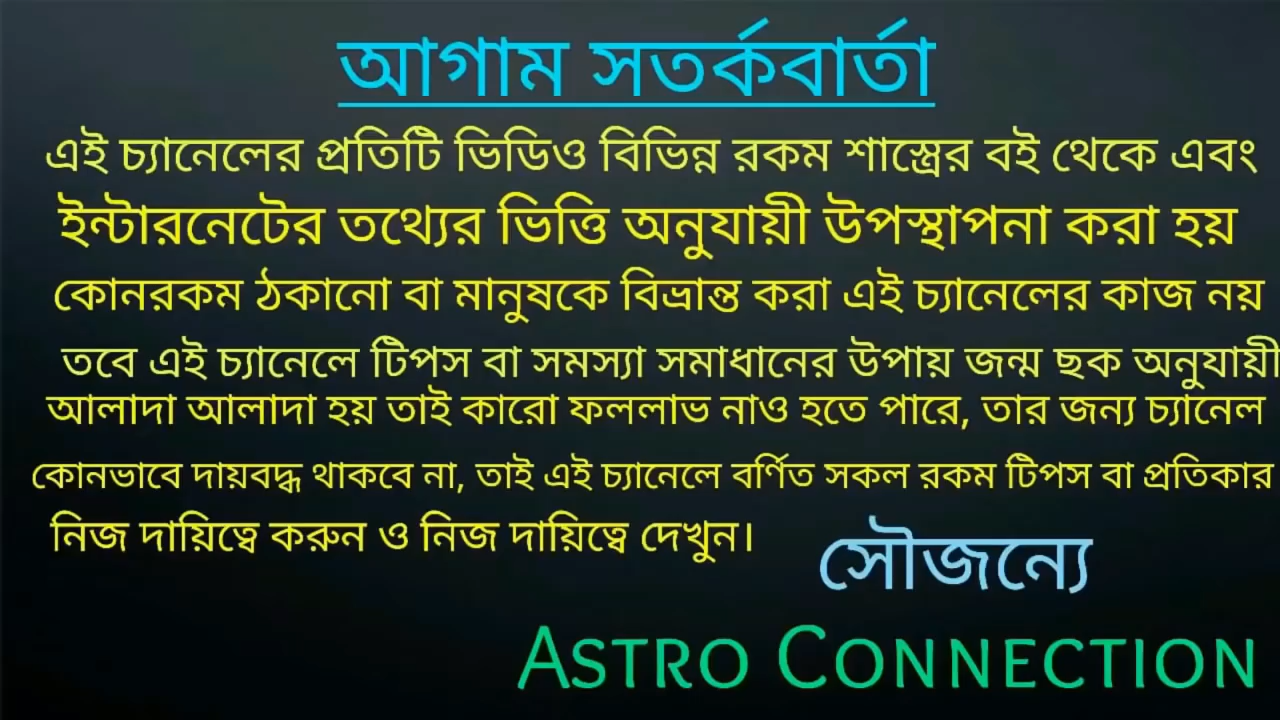 আগাম সতর্কবার্তা
এই চ্যানেলের প্রতিটি ভিডিও বিভিন্ন রকম শাস্ত্রের বই থেকে এবং
ইন্টারনেটের তথ্যের ভিত্তি অনুযায়ী উপস্থাপনা করা হয়
কোনরকম ঠকানো বা মানুষকে বিভ্রান্ত করা এই চ্যানেলের কাজ নয়
তবে এই চ্যানেলে টিপস বা সমস্যা সমাধানের উপায় জন্ম ছক অনুযায়ী
আলাদা আলাদা হয় তাই কারো ফললাভ নাও হতে পারে, তার জন্য চ্যানেল
কোনভাবে দায়বদ্ধ থাকবে না, তাই এই চ্যানেলে বর্ণিত সকল রকম টিপস বা প্রতিকার
নিজ দায়িত্বে করুন ও নিজ দায়িত্বে দেখুন।
সৌজন্যে
ASTRO CONNECTION